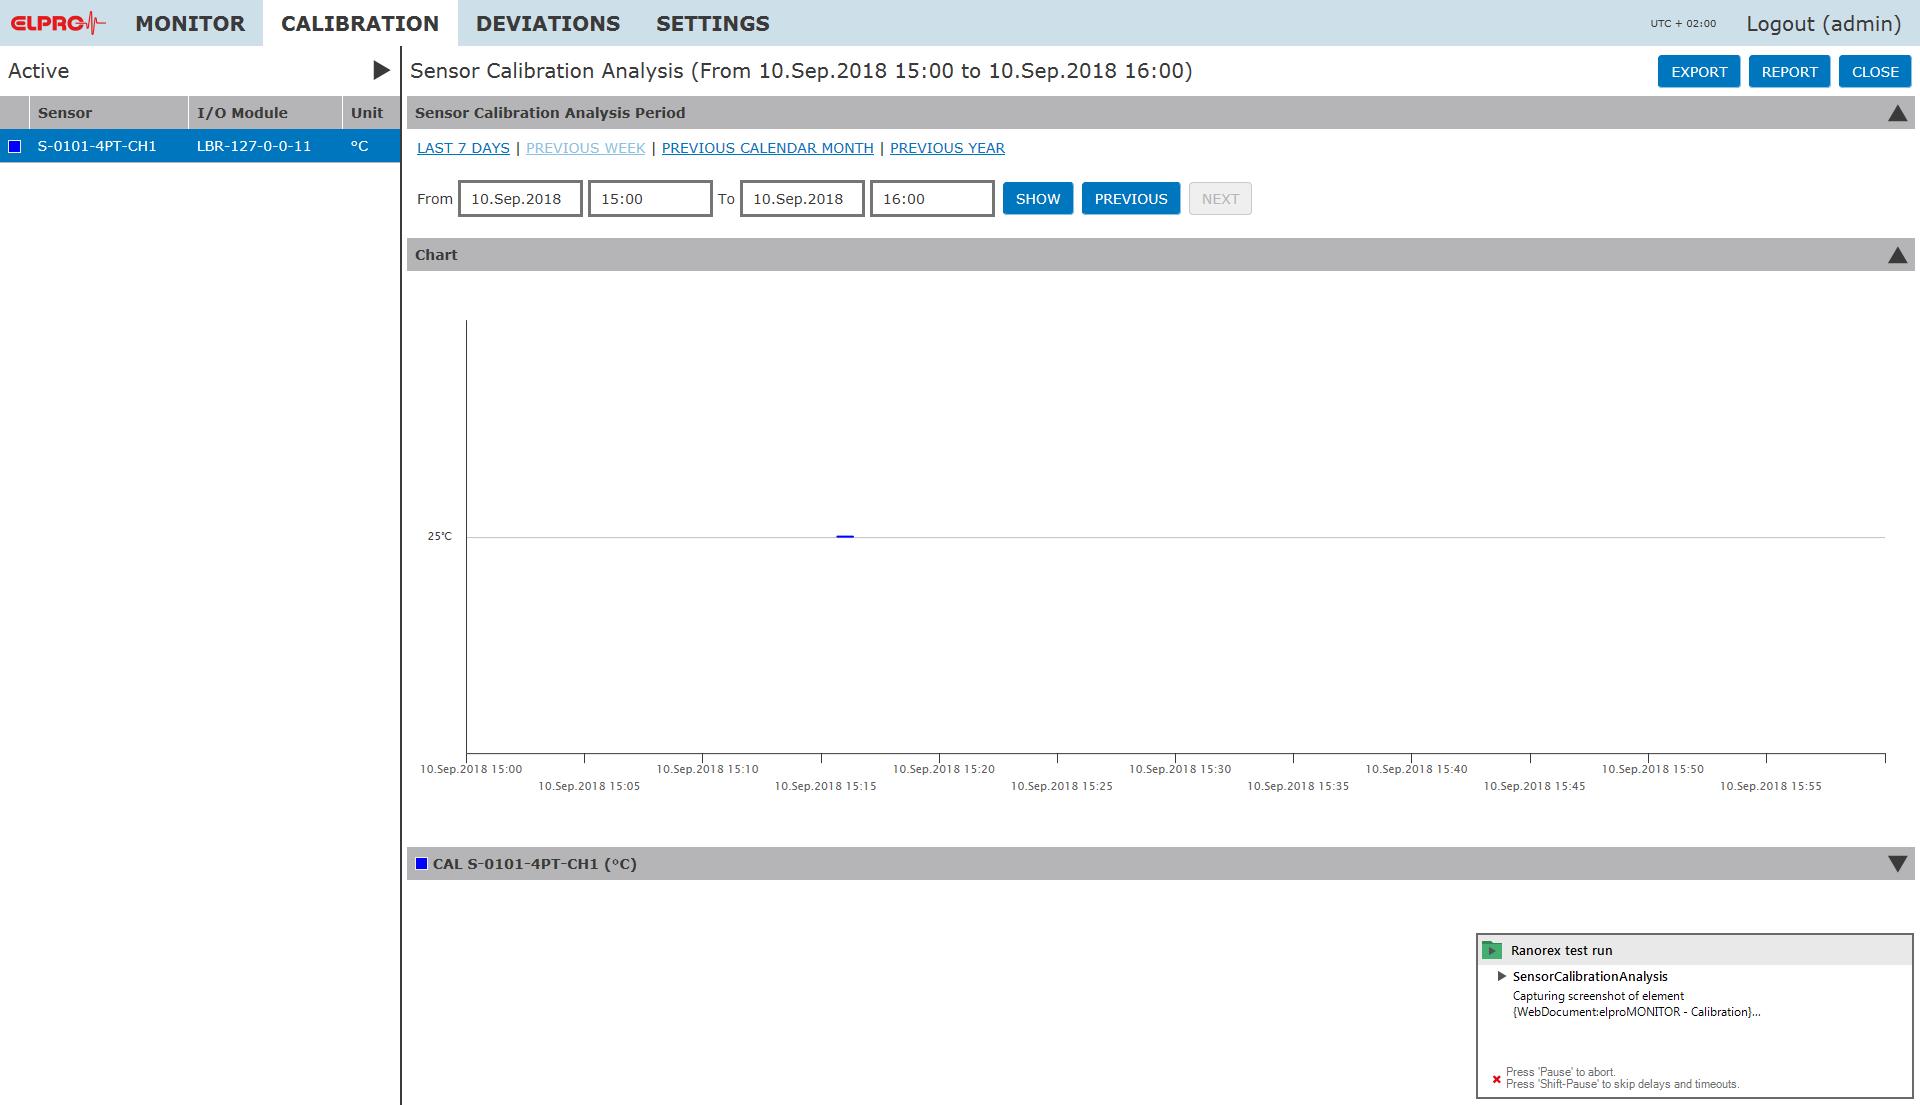 ELPRO MONITOR CALIBRATION DEVIATIONS SETTINGS UTC + 02:00 Logout (admin)
Active
Sensor I/O Module Unit
S-0101-4PT-CH1 LBR-127-0-0-11 °C
Sensor Calibration Analysis (From 10.Sep.2018 15:00 to 10.Sep.2018 16:00) EXPORT REPORT CLOSE
Sensor Calibration Analysis Period
LAST 7 DAYS | PREVIOUS WEEK | PREVIOUS CALENDAR MONTH | PREVIOUS YEAR
From 10.Sep.2018 15:00 To 10.Sep.2018 16:00 SHOW PREVIOUS NEXT
Chart
25°C
10.Sep.2018 15:00 10.Sep.2018 15:10 10.Sep.2018 15:20 10.Sep.2018 15:30 10.Sep.2018 15:40 10.Sep.2018 15:50
10.Sep.2018 15:05 10.Sep.2018 15:15 10.Sep.2018 15:25 10.Sep.2018 15:35 10.Sep.2018 15:45 10.Sep.2018 15:55
CAL S-0101-4PT-CH1 (°C)
Ranorex test run
SensorCalibrationAnalysis
Capturing screenshot of element
{WebDocument:elproMONITOR - Calibration}...
Press 'Pause' to abort.
Press 'Shift-Pause' to skip delays and timeouts.